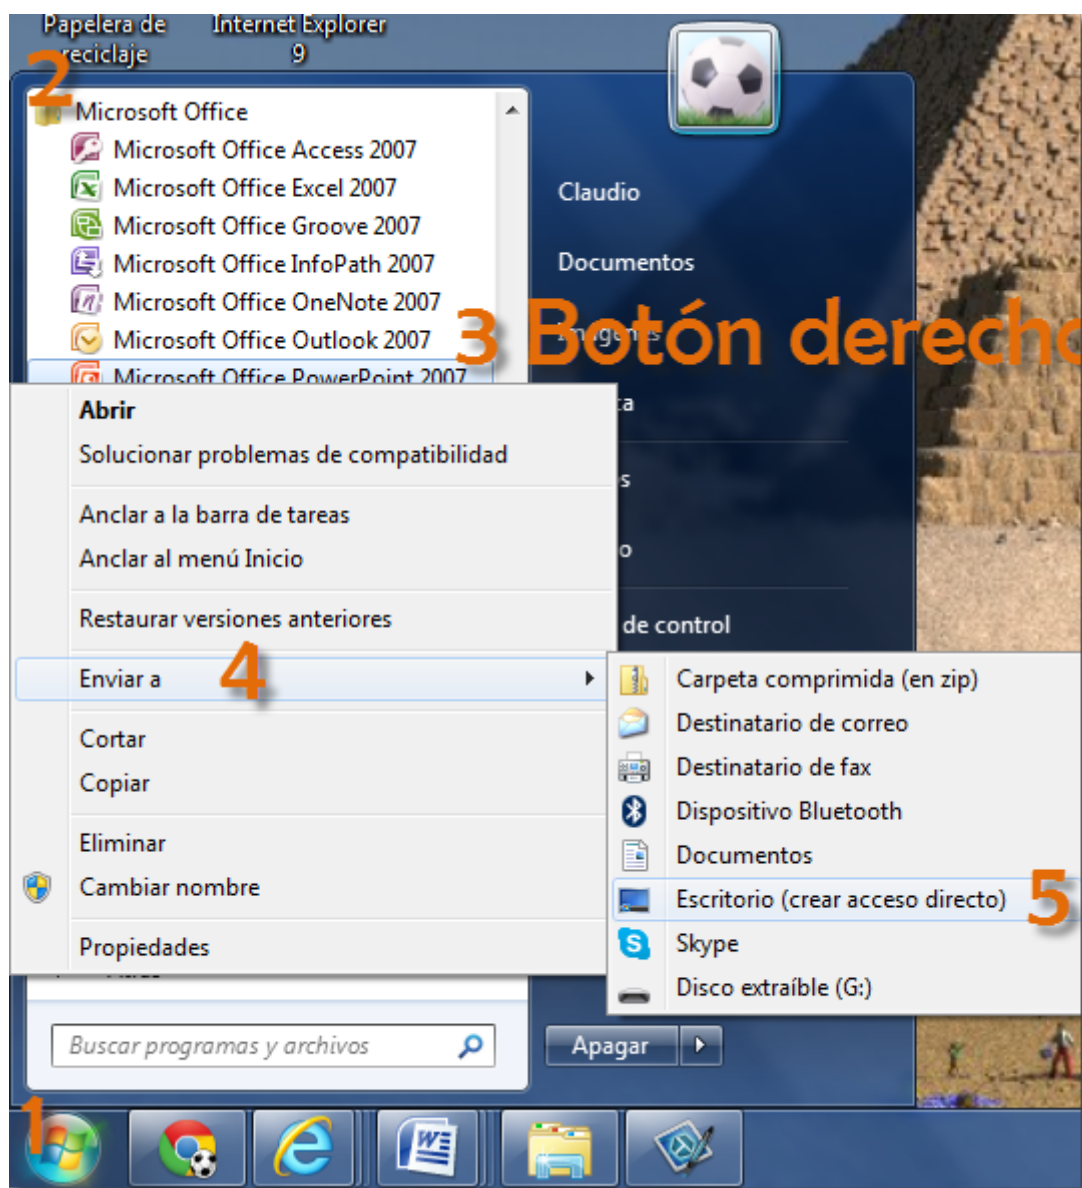 Papelera de
reciclaje
Internet Explorer
9
2
Microsoft Office
Microsoft Office Access 2007
Microsoft Office Excel 2007
Microsoft Office Groove 2007
Microsoft Office InfoPath 2007
Microsoft Office OneNote 2007
Microsoft Office Outlook 2007
Microsoft Office PowerPoint 2007
3 Botón derecho
Claudio
Documentos
Imágenes
Abrir
Solucionar problemas de compatibilidad
Anclar a la barra de tareas
Anclar al menú Inicio
Restaurar versiones anteriores
Enviar a
4
Cortar
Copiar
Eliminar
Cambiar nombre
Propiedades
de control
Carpeta comprimida (en zip)
Destinatario de correo
Destinatario de fax
Dispositivo Bluetooth
Documentos
Escritorio (crear acceso directo)
5
Skype
Disco extraíble (G:)
Buscar programas y archivos
Apagar
1